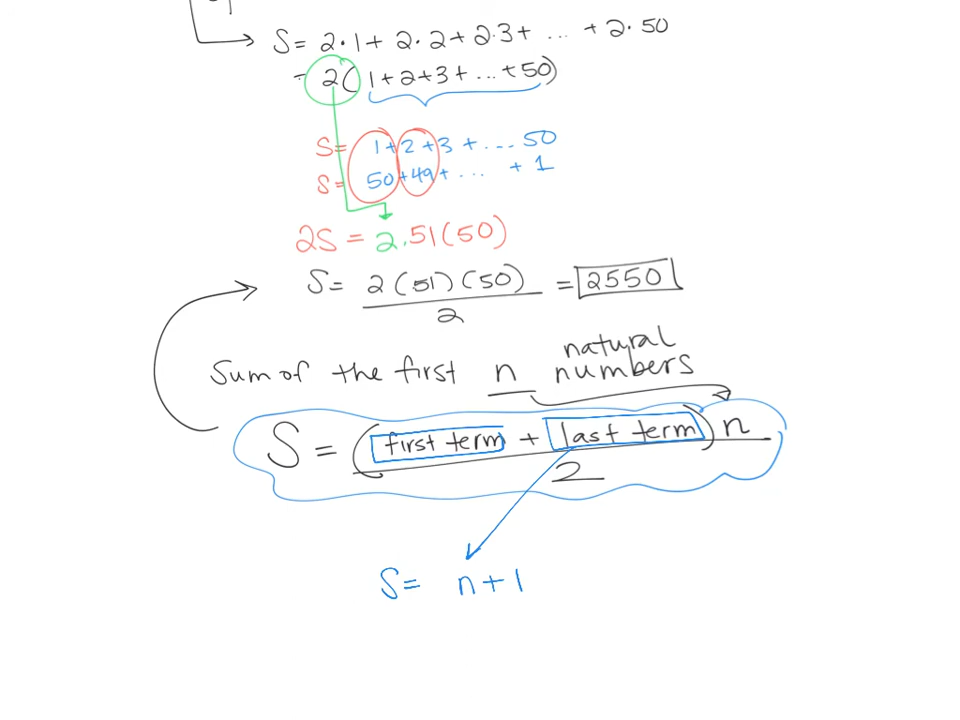 S= 2·1+ 2·2+2·3+ ... +2·50
= 2(1+2+3+...+50)
S= 1+2+3+....50
S= 50+49+... +1
2S = 2.51(50)
S= 2(51)(50)/2 = 2550
Sum of the first n natural numbers
S = (first term + last term)n/2
S= n+1